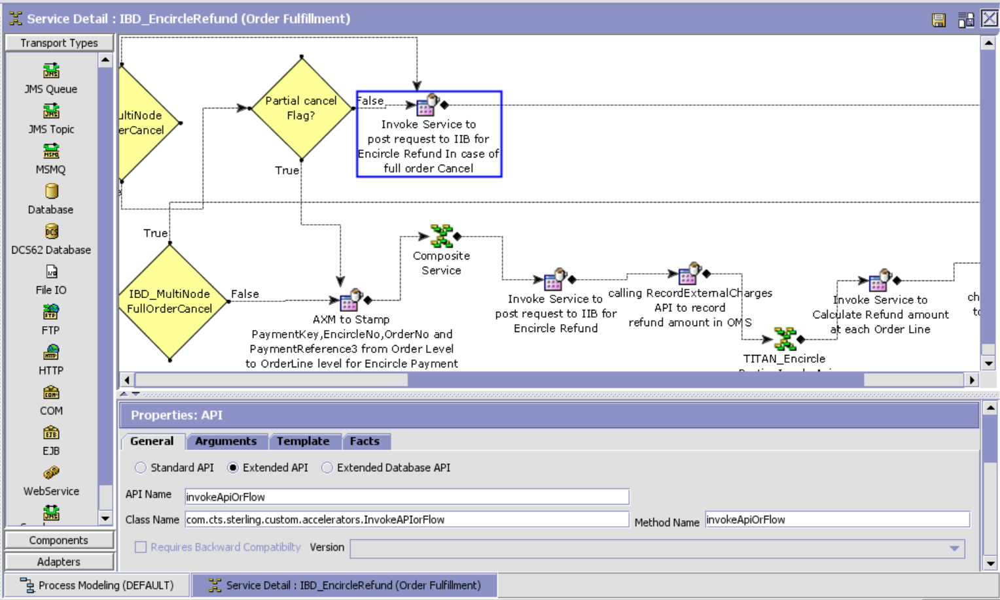 Service Detail : IBD_EncircleRefund (Order Fulfillment)
Transport Types
JMS Queue
JMS Topic
MSMQ
Database
DCS62 Database
File IO
FTP
HTTP
COM
EJB
WebService
Components
Adapters
ultiNode
erCancel
Partial cancel
Flag?
False
True
Invoke Service to
post request to IIB for
Encircle Refund In case of
full order Cancel
True
IBD_MultiNode
FullOrderCancel
False
AXM to Stamp
PaymentKey,EncircleNo,OrderNo and
PaymentReference3 from Order Level
to OrderLine level for Encircle Payment
Composite
Service
Invoke Service to
post request to IIB for
Encircle Refund
calling RecordExternalCharges
API to record
refund amount in OMS
TITAN_Encircle
Invoke Service to
Calculate Refund amount
at each Order Line
ch
to
Properties: API
General
Arguments
Template
Facts
Standard API
Extended API
Extended Database API
API Name
invokeApiOrFlow
Class Name
com.cts.sterling.custom.accelerators.InvokeAPIorFlow
Method Name
invokeApiOrFlow
Requires Backward Compatibilty
Version
Process Modeling (DEFAULT)
Service Detail : IBD_EncircleRefund (Order Fulfillment)